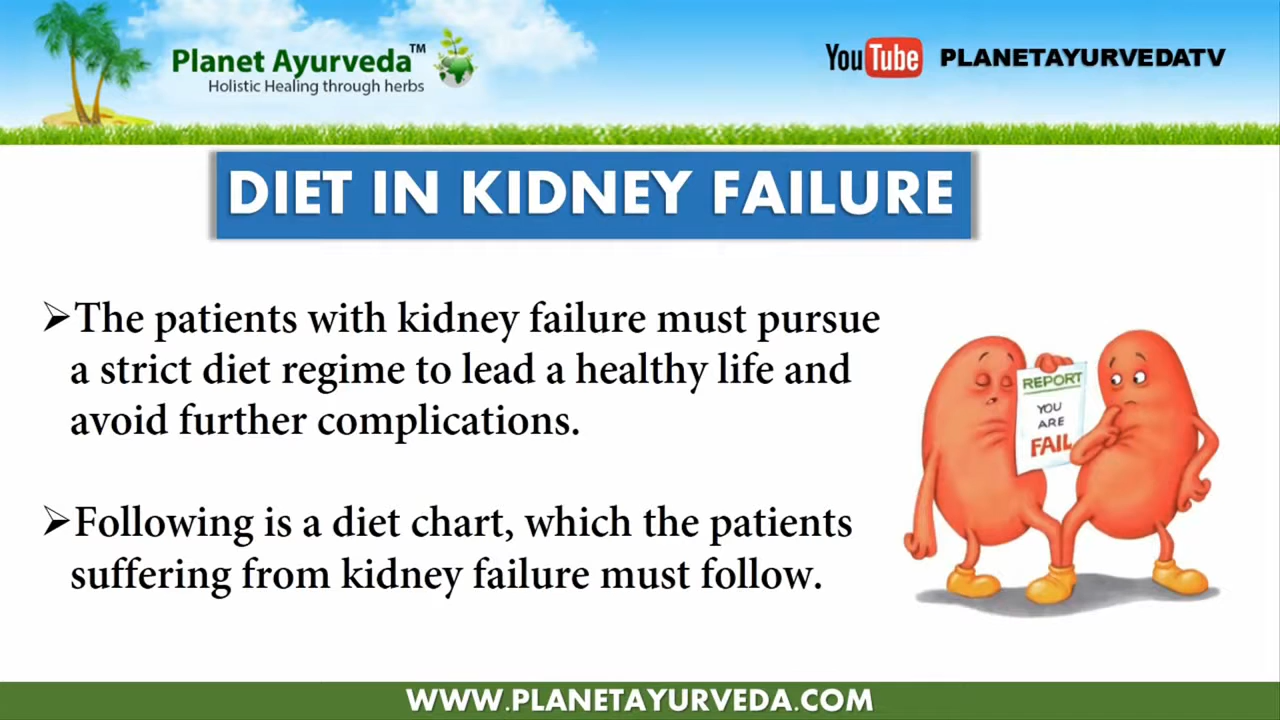 Planet Ayurveda™
Holistic Healing through herbs
YouTube PLANETAYURVEDATV
DIET IN KIDNEY FAILURE
➢The patients with kidney failure must pursue
a strict diet regime to lead a healthy life and
avoid further complications.
➢Following is a diet chart, which the patients
suffering from kidney failure must follow.
REPORT
YOU
ARE
FAIL
WWW.PLANETAYURVEDA.COM